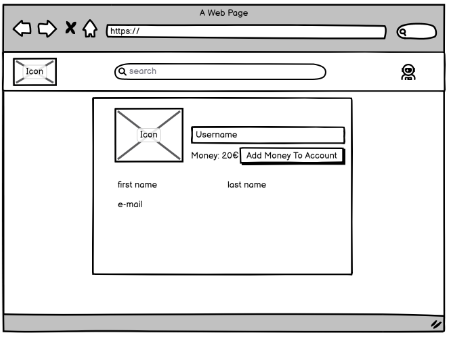 A Web Page
https://
Icon
search
Icon
Username
Money: 20€ Add Money To Account
first name last name
e-mail